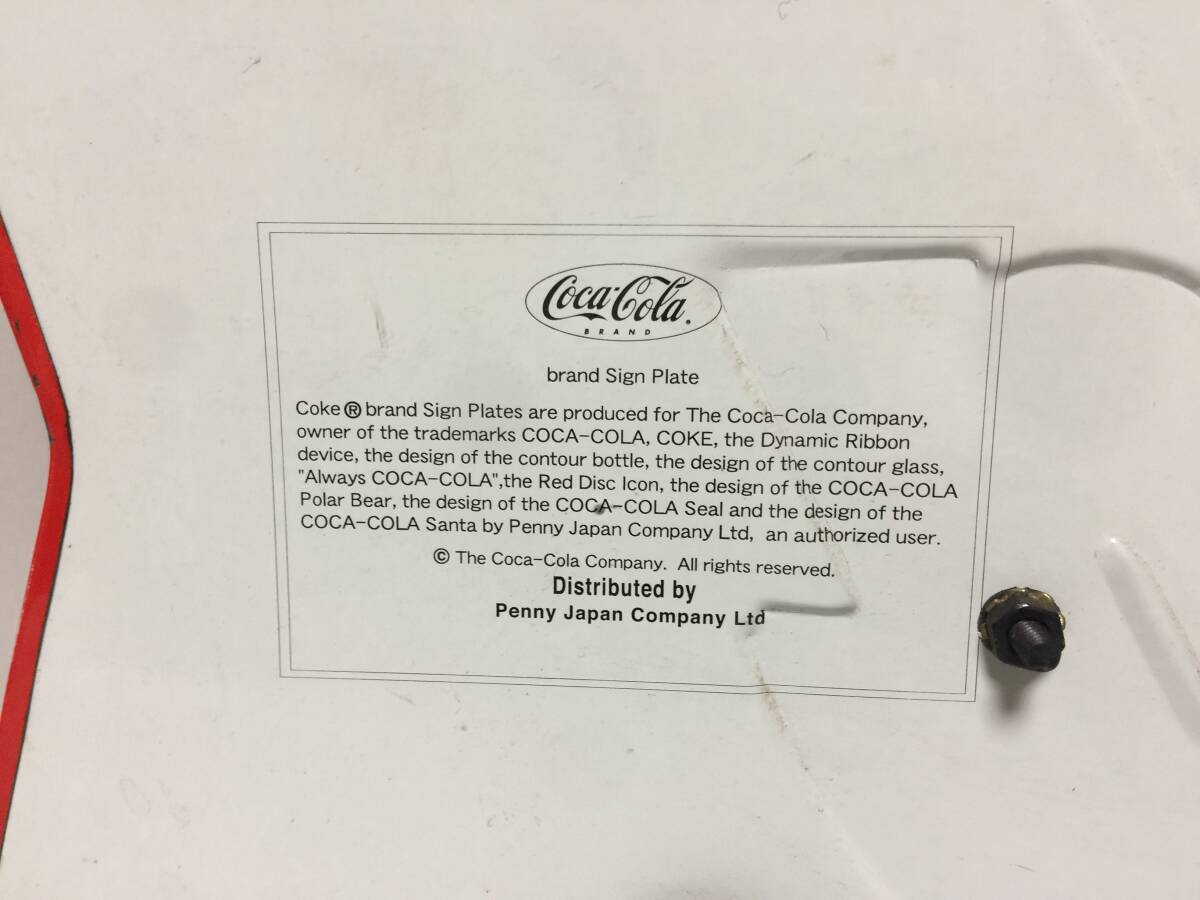 Coca-Cola
BRAND
brand Sign Plate
Coke ® brand Sign Plates are produced for The Coca-Cola Company,
owner of the trademarks COCA-COLA, COKE, the Dynamic Ribbon
device, the design of the contour bottle, the design of the contour glass,
"Always COCA-COLA",the Red Disc Icon, the design of the COCA-COLA
Polar Bear, the design of the COCA-COLA Seal and the design of the
COCA-COLA Santa by Penny Japan Company Ltd, an authorized user.
© The Coca-Cola Company. All rights reserved.
Distributed by
Penny Japan Company Ltd